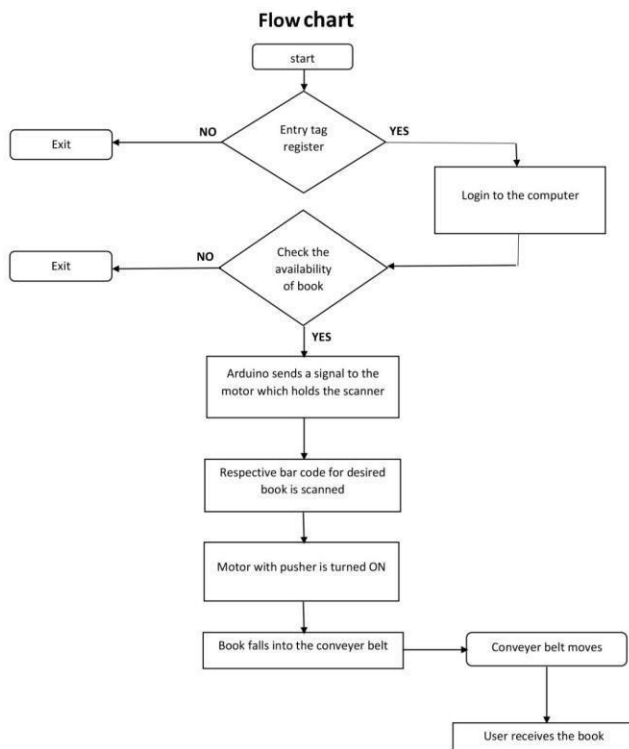 Flow chart
start
Entry tag
register
NO
YES
Exit
Login to the computer
Check the
availability
of book
NO
Exit
YES
Arduino sends a signal to the
motor which holds the scanner
Respective bar code for desired
book is scanned
Motor with pusher is turned ON
Book falls into the conveyer belt
Conveyer belt moves
User receives the book